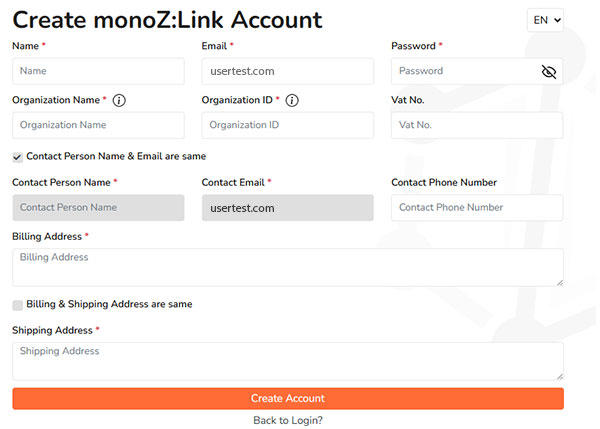 Create monoZ:Link Account
EN
Name * Email * Password *
Name usertest.com Password
Organization Name * Organization ID * Vat No.
Organization Name Organization ID Vat No.
Contact Person Name & Email are same
Contact Person Name * Contact Email * Contact Phone Number
Contact Person Name usertest.com Contact Phone Number
Billing Address *
Billing Address
Billing & Shipping Address are same
Shipping Address *
Shipping Address
Create Account
Back to Login?